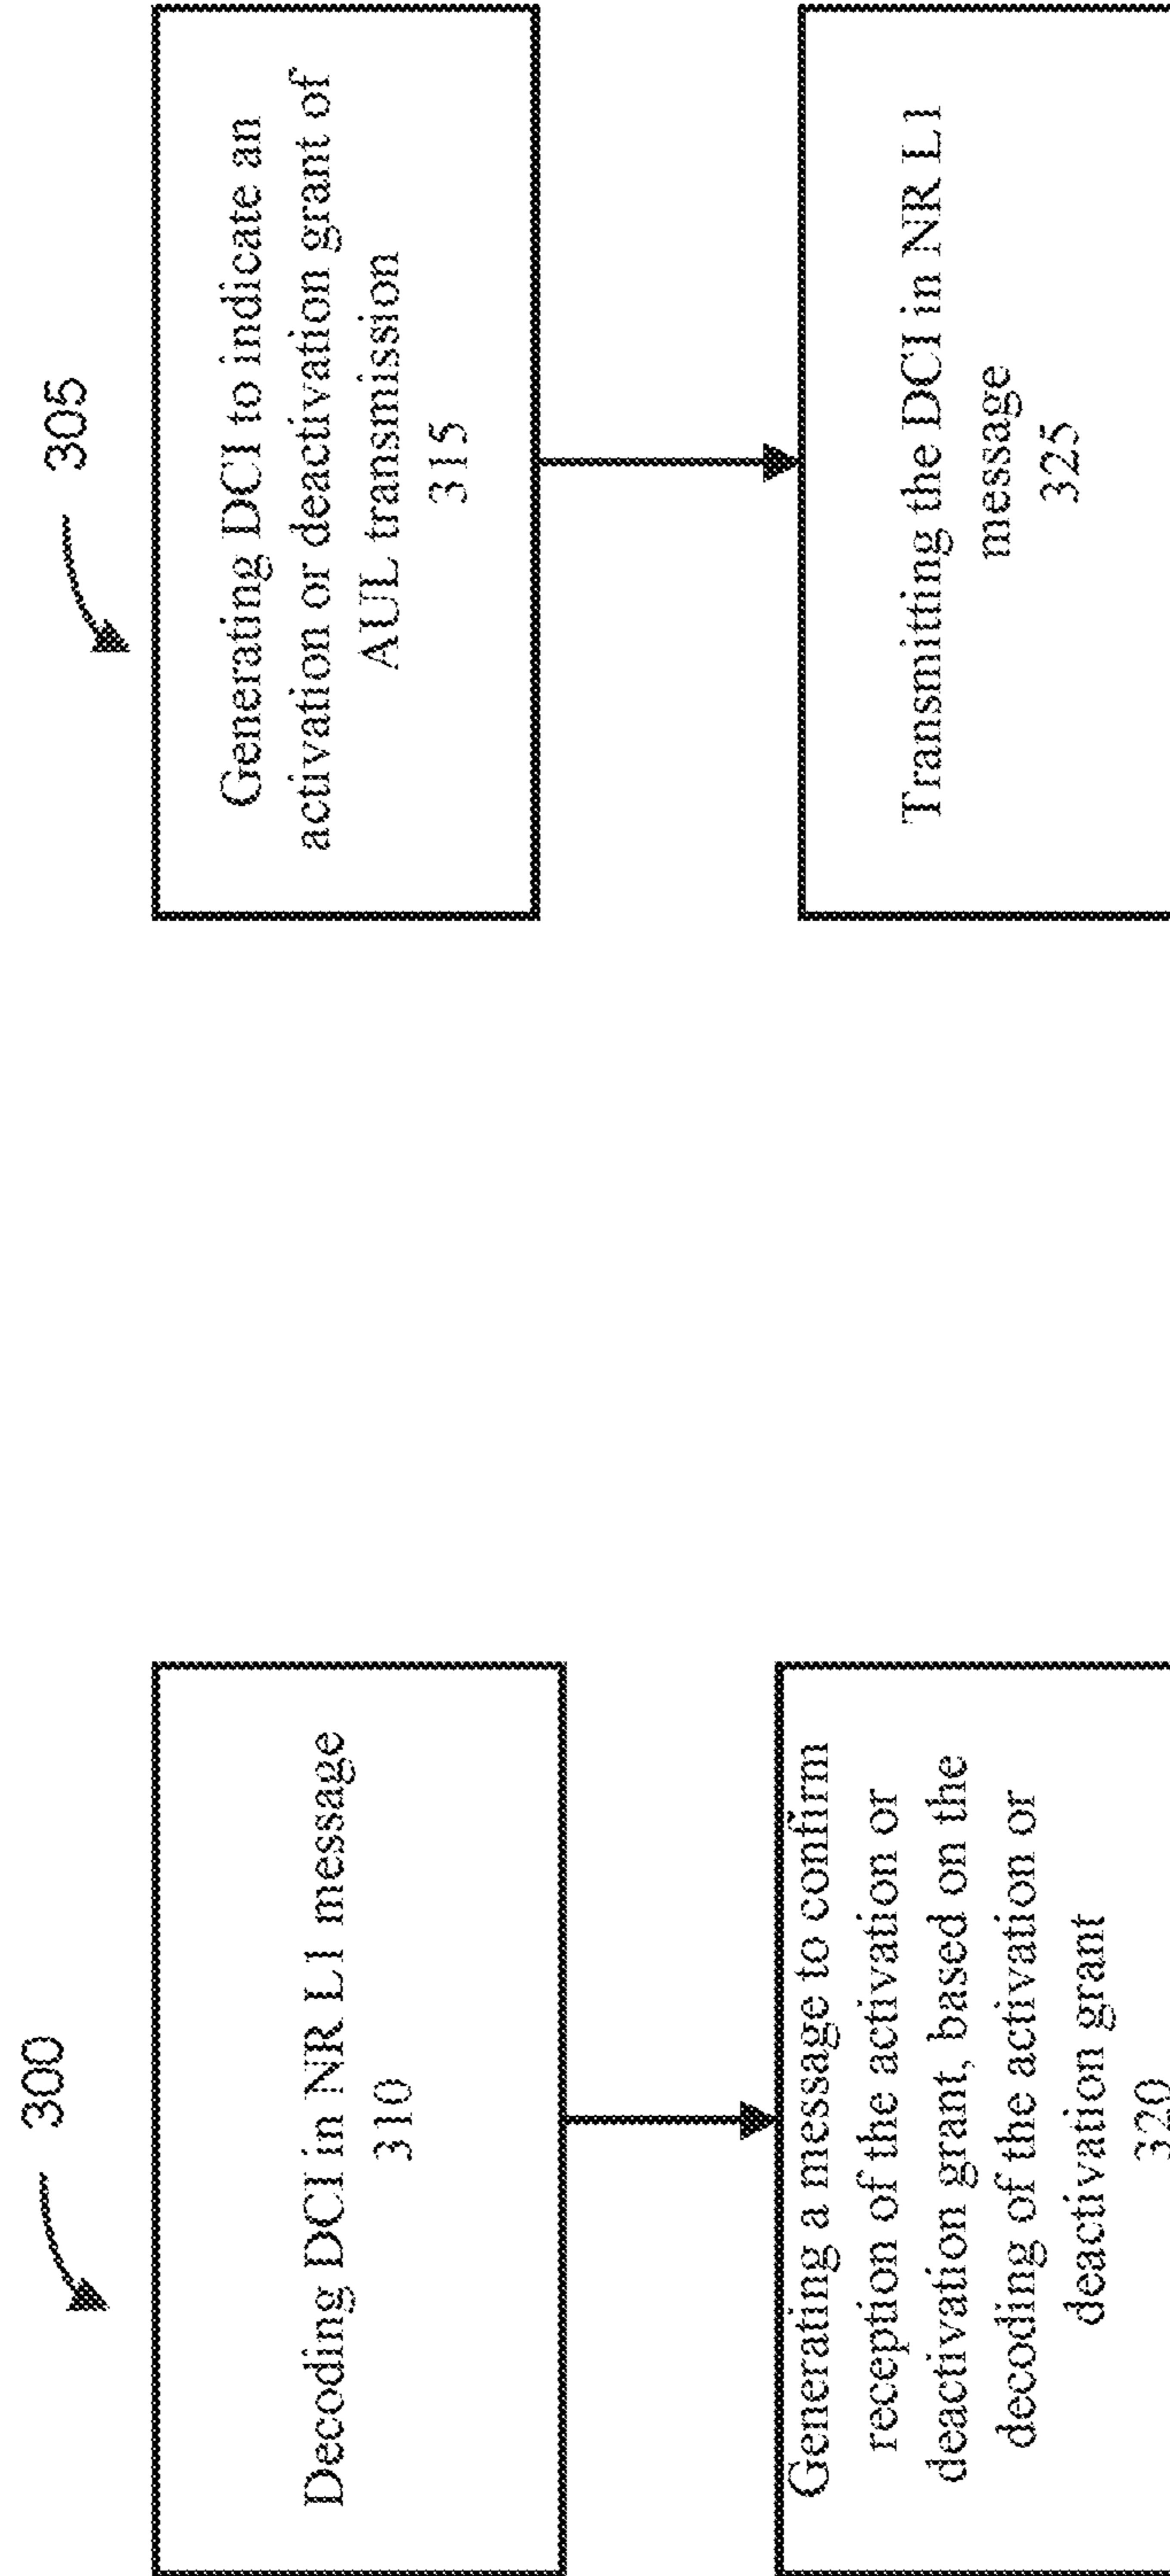 300
Decoding DCI in NR L1 message
310
Generating a message to confirm
reception of the activation or
deactivation grant, based on the
decoding of the activation or
deactivation grant
320
305
Generating DCI to indicate an
activation or deactivation grant of
AUL transmission
315
Transmitting the DCI in NR L1
message
325